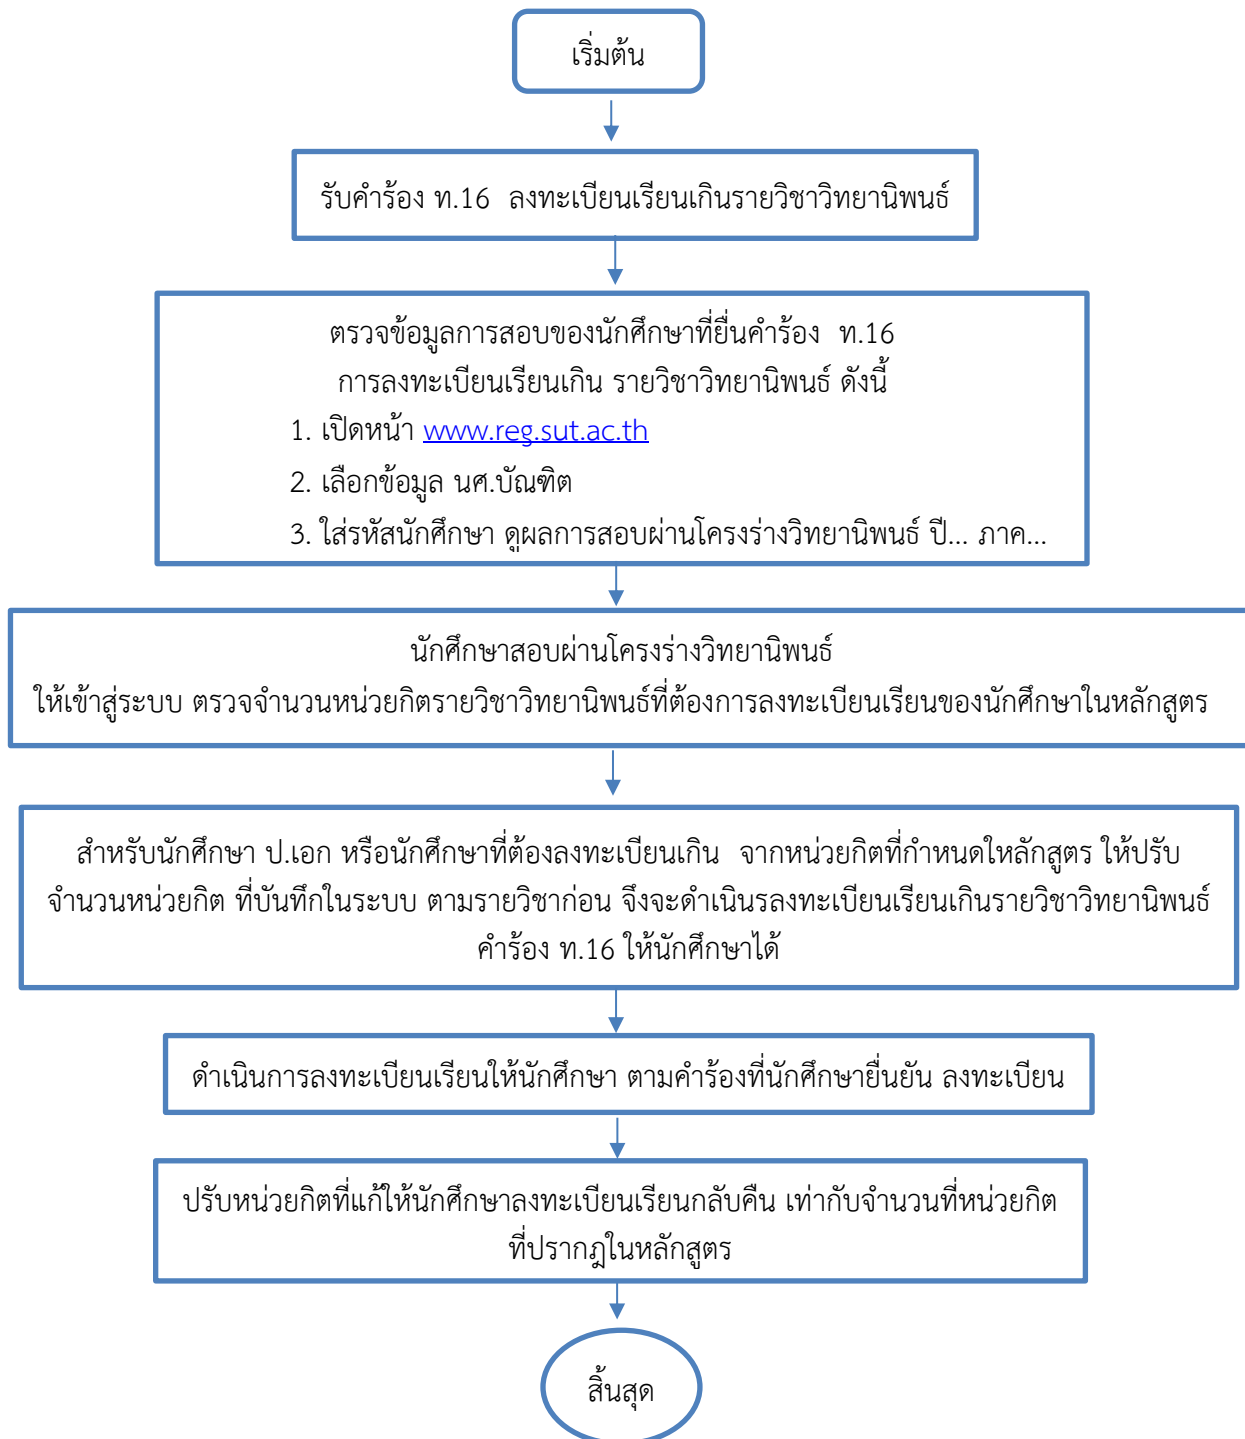 เริ่มต้น
รับคำร้อง ท.16 ลงทะเบียนเรียนเกินรายวิชาวิทยานิพนธ์
ตรวจข้อมูลการสอบของนักศึกษาที่ยื่นคำร้อง ท.16
การลงทะเบียนเรียนเกิน รายวิชาวิทยานิพนธ์ ดังนี้
1. เปิดหน้า www.reg.sut.ac.th
2. เลือกข้อมูล นศ.บัณฑิต
3. ใส่รหัสนักศึกษา ดูผลการสอบผ่านโครงร่างวิทยานิพนธ์ ปี... ภาค...
นักศึกษาสอบผ่านโครงร่างวิทยานิพนธ์
ให้เข้าสู่ระบบ ตรวจจำนวนหน่วยกิตรายวิชาวิทยานิพนธ์ที่ต้องการลงทะเบียนเรียนของนักศึกษาในหลักสูตร
สำหรับนักศึกษา ป.เอก หรือนักศึกษาที่ต้องลงทะเบียนเกิน จากหน่วยกิตที่กำหนดใหลักสูตร ให้ปรับ
จำนวนหน่วยกิต ที่บันทึกในระบบ ตามรายวิชาก่อน จึงจะดำเนินรลงทะเบียนเรียนเกินรายวิชาวิทยานิพนธ์
คำร้อง ท.16 ให้นักศึกษาได้
ดำเนินการลงทะเบียนเรียนให้นักศึกษา ตามคำร้องที่นักศึกษายื่นยัน ลงทะเบียน
ปรับหน่วยกิตที่แก้ให้นักศึกษาลงทะเบียนเรียนกลับคืน เท่ากับจำนวนที่หน่วยกิต
ที่ปรากฎในหลักสูตร
สิ้นสุด